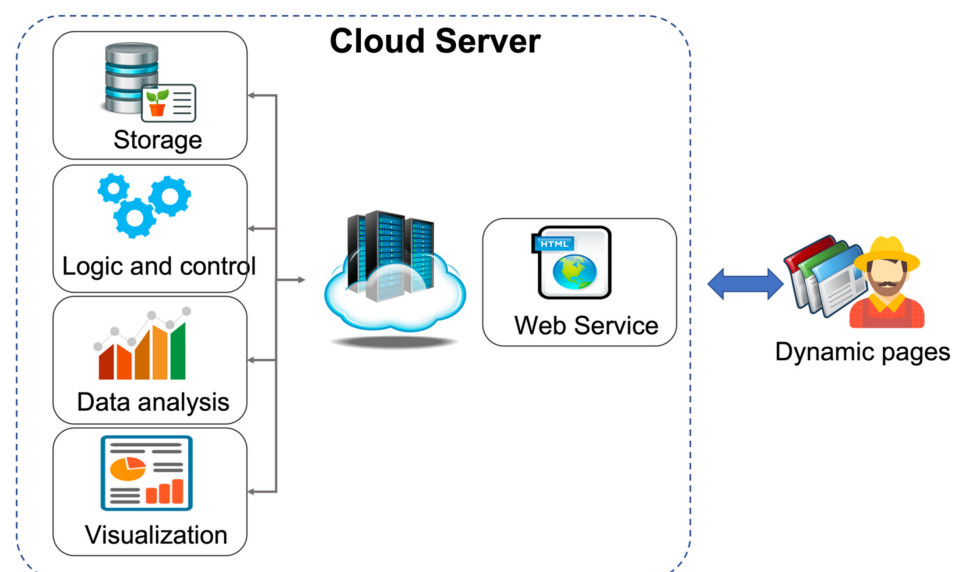 Cloud Server
Storage
Logic and control
Data analysis
Visualization
HTML
Web Service
Dynamic pages